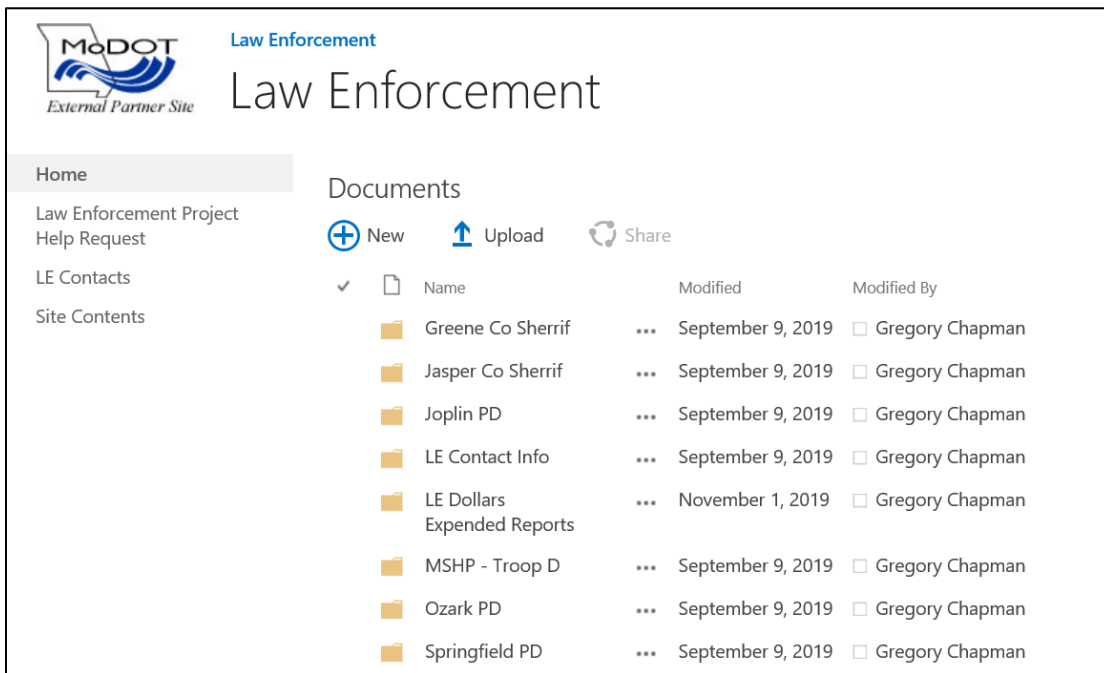 MoDOT
External Partner Site
Law Enforcement
Law Enforcement
Home
Law Enforcement Project
Help Request
LE Contacts
Site Contents
Documents
New Upload Share
Name Modified Modified By
Greene Co Sherrif ... September 9, 2019 Gregory Chapman
Jasper Co Sherrif ... September 9, 2019 Gregory Chapman
Joplin PD ... September 9, 2019 Gregory Chapman
LE Contact Info ... September 9, 2019 Gregory Chapman
LE Dollars ... November 1, 2019 Gregory Chapman
Expended Reports
MSHP - Troop D ... September 9, 2019 Gregory Chapman
Ozark PD ... September 9, 2019 Gregory Chapman
Springfield PD ... September 9, 2019 Gregory Chapman